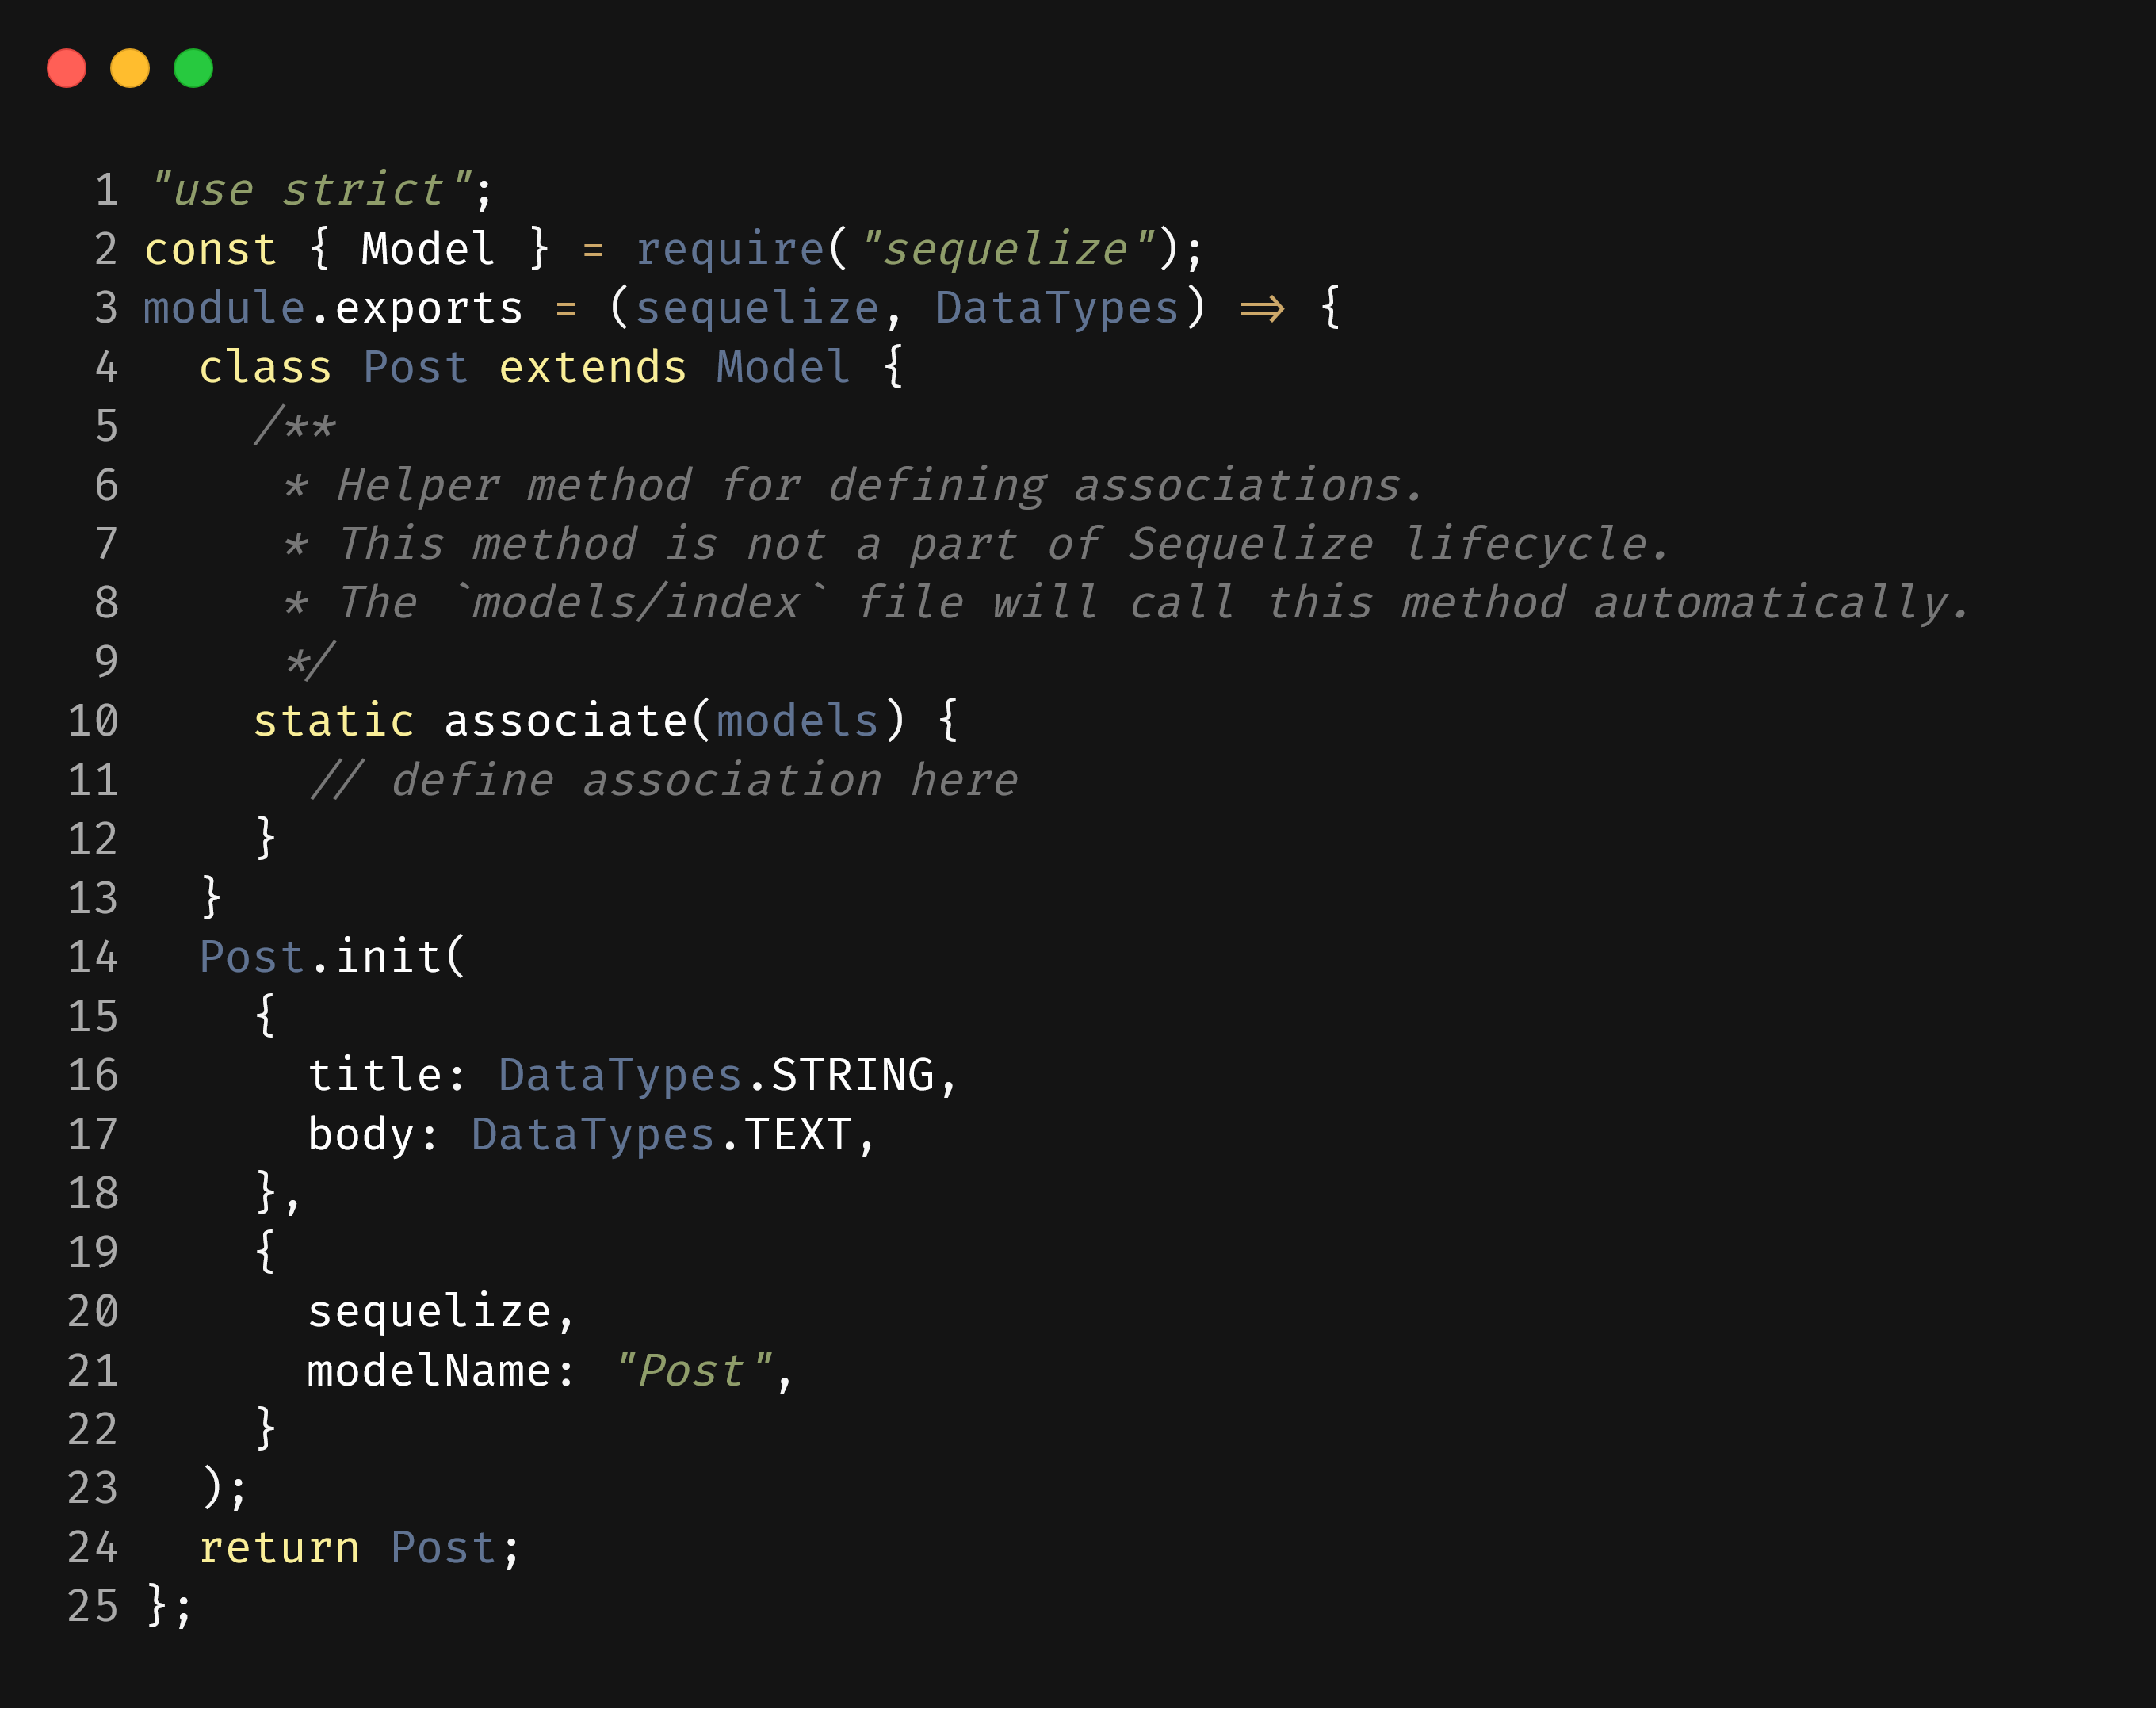 1 "use strict";
2 const { Model } = require("sequelize");
3 module.exports = (sequelize, DataTypes) => {
4   class Post extends Model {
5     /**
6      * Helper method for defining associations.
7      * This method is not a part of Sequelize lifecycle.
8      * The `models/index` file will call this method automatically.
9      */
10     static associate(models) {
11       // define association here
12     }
13   }
14   Post.init(
15     {
16       title: DataTypes.STRING,
17       body: DataTypes.TEXT,
18     },
19     {
20       sequelize,
21       modelName: "Post",
22     }
23   );
24   return Post;
25 };